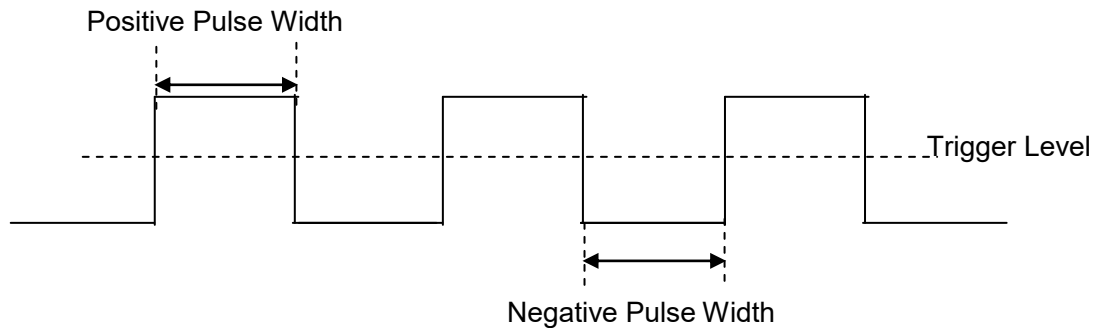 Positive Pulse Width
Trigger Level
Negative Pulse Width